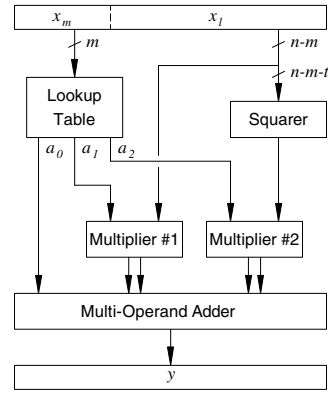 x_m x_l
m n-m
n-m-t
Lookup
Table
Squarer
a_0 a_1 a_2
Multiplier #1 Multiplier #2
Multi-Operand Adder
y